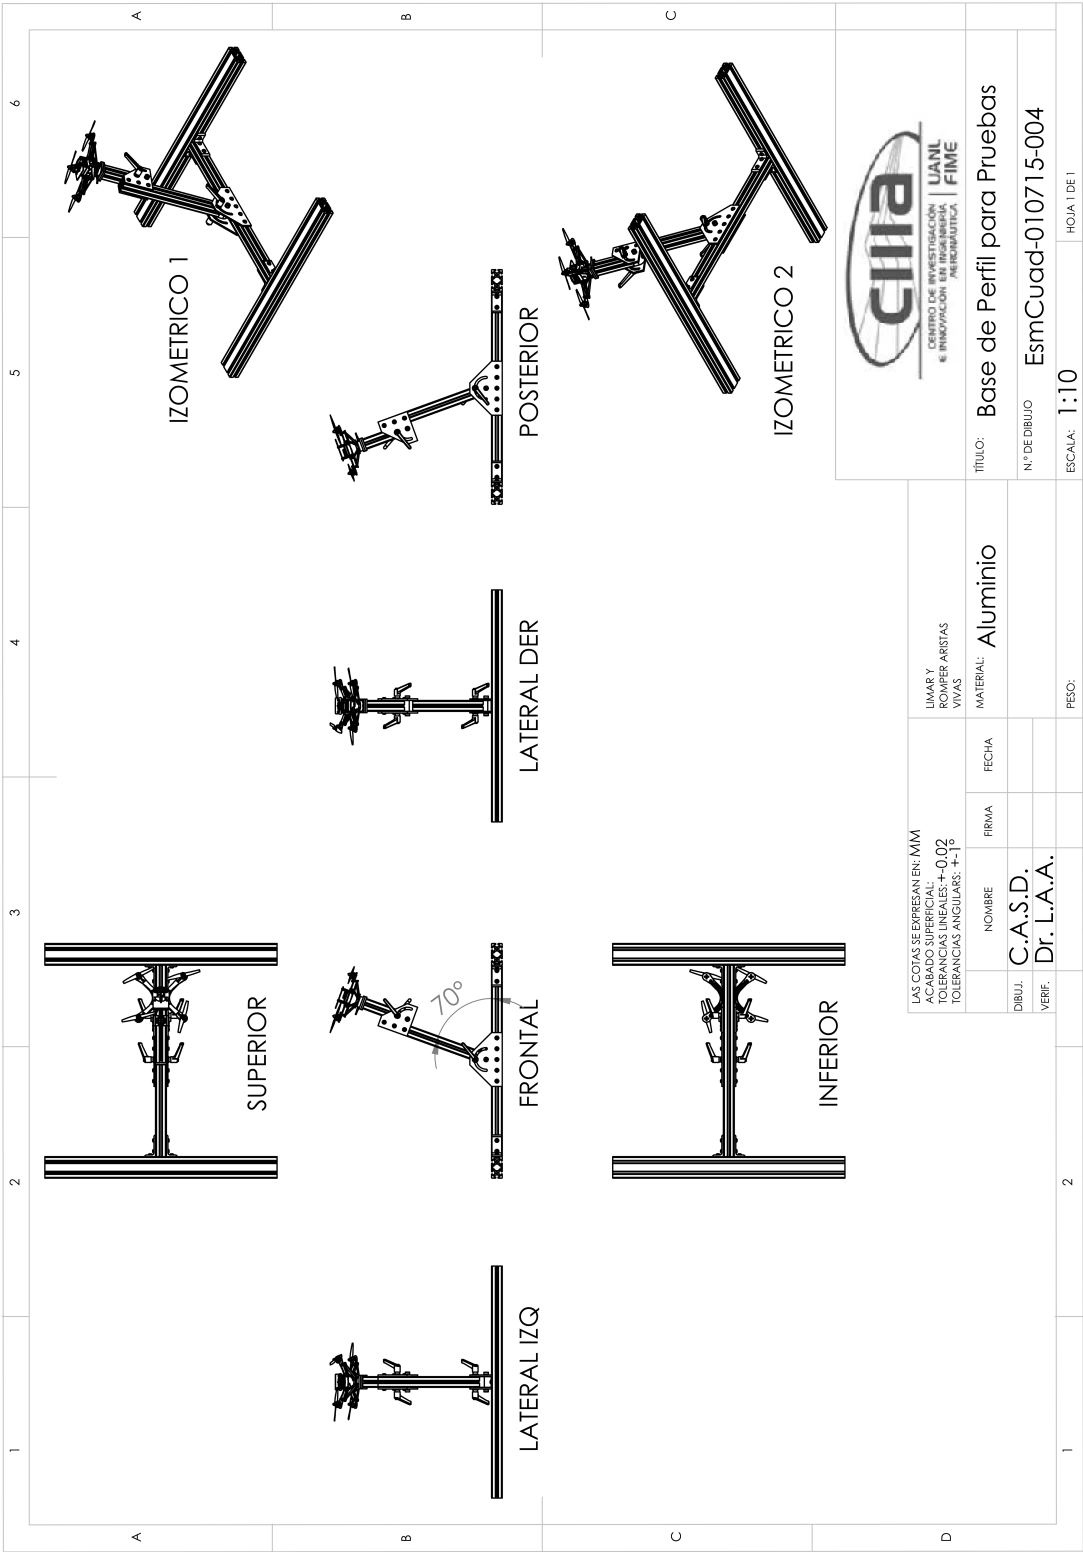 1
2
3
4
5
6
A
A
B
B
C
C
D
1
2
SUPERIOR
IZOMETRICO 1
LATERAL IZQ
FRONTAL
70°
LATERAL DER
POSTERIOR
INFERIOR
IZOMETRICO 2
LAS COTAS SE EXPRESAN EN: MM
ACABADO SUPERFICIAL:
TOLERANCIAS LINEALES:+-0.02
TOLERANCIAS ANGULARS: +-1°
LIMAR Y
ROMPER ARISTAS
VIVAS
CIIIA
CENTRO DE INVESTIGACIÓN
E INNOVACIÓN EN INGENIERÍA
AERONÁUTICA
UANL
FIME
NOMBRE
FIRMA
FECHA
DIBUJ. C.A.S.D.
VERIF. Dr. L.A.A.
MATERIAL: Aluminio
PESO:
TÍTULO: Base de Perfil para Pruebas
N.º DE DIBUJO EsmCuad-010715-004
ESCALA: 1:10
HOJA 1 DE 1